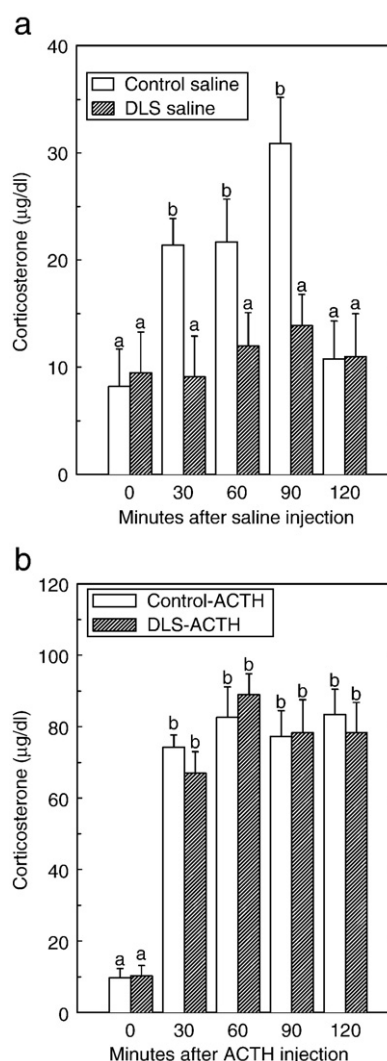 a
40
Control saline
DLS saline
b
30
b
b
Corticosterone (µg/dl)
20
a
a
a
a
a
a
a
10
0
0 30 60 90 120
Minutes after saline injection
b
120
Control-ACTH
DLS-ACTH
100
b
b
b
b
b
b
b
b
80
Corticosterone (µg/dl)
60
40
20
a
a
0
0 30 60 90 120
Minutes after ACTH injection